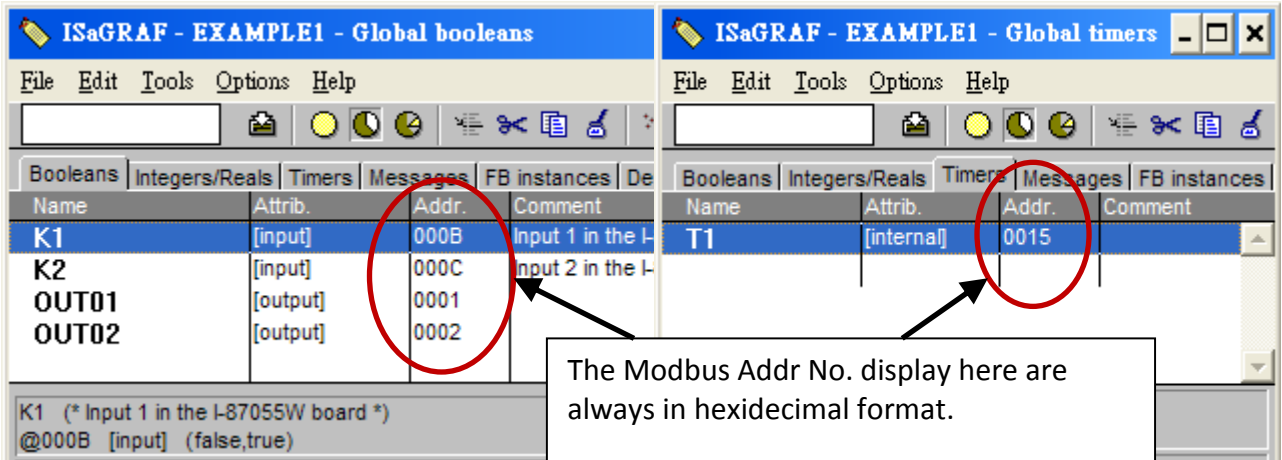 ISaGRAF - EXAMPLE1 - Global booleans
File Edit Tools Options Help
Booleans Integers/Reals Timers Messages FB instances De
Name Attrib. Addr. Comment
K1 [input] 000B Input 1 in the I-
K2 [input] 000C Input 2 in the I-
OUT01 [output] 0001
OUT02 [output] 0002
K1 (* Input 1 in the I-87055W board *)
@000B [input] (false,true)
ISaGRAF - EXAMPLE1 - Global timers
File Edit Tools Options Help
Booleans Integers/Reals Timers Messages FB instances
Name Attrib. Addr. Comment
T1 [internal] 0015
The Modbus Addr No. display here are
always in hexidecimal format.